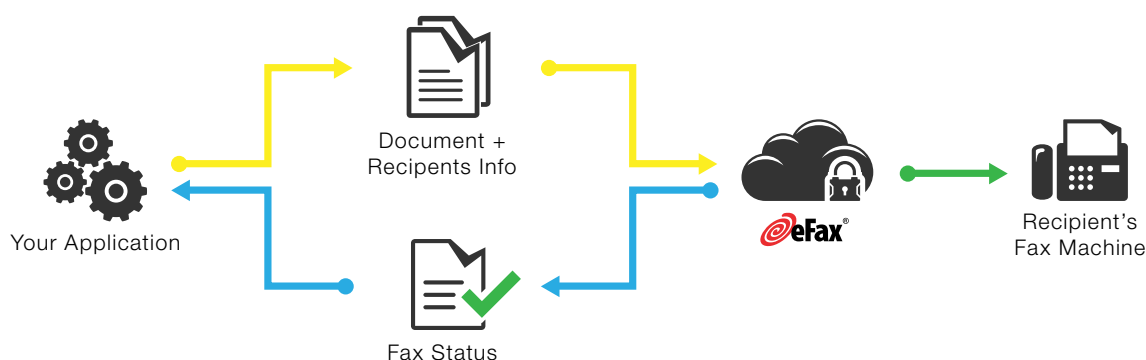 Document +
Recipents Info
Your Application
eFax®
Recipient's
Fax Machine
Fax Status